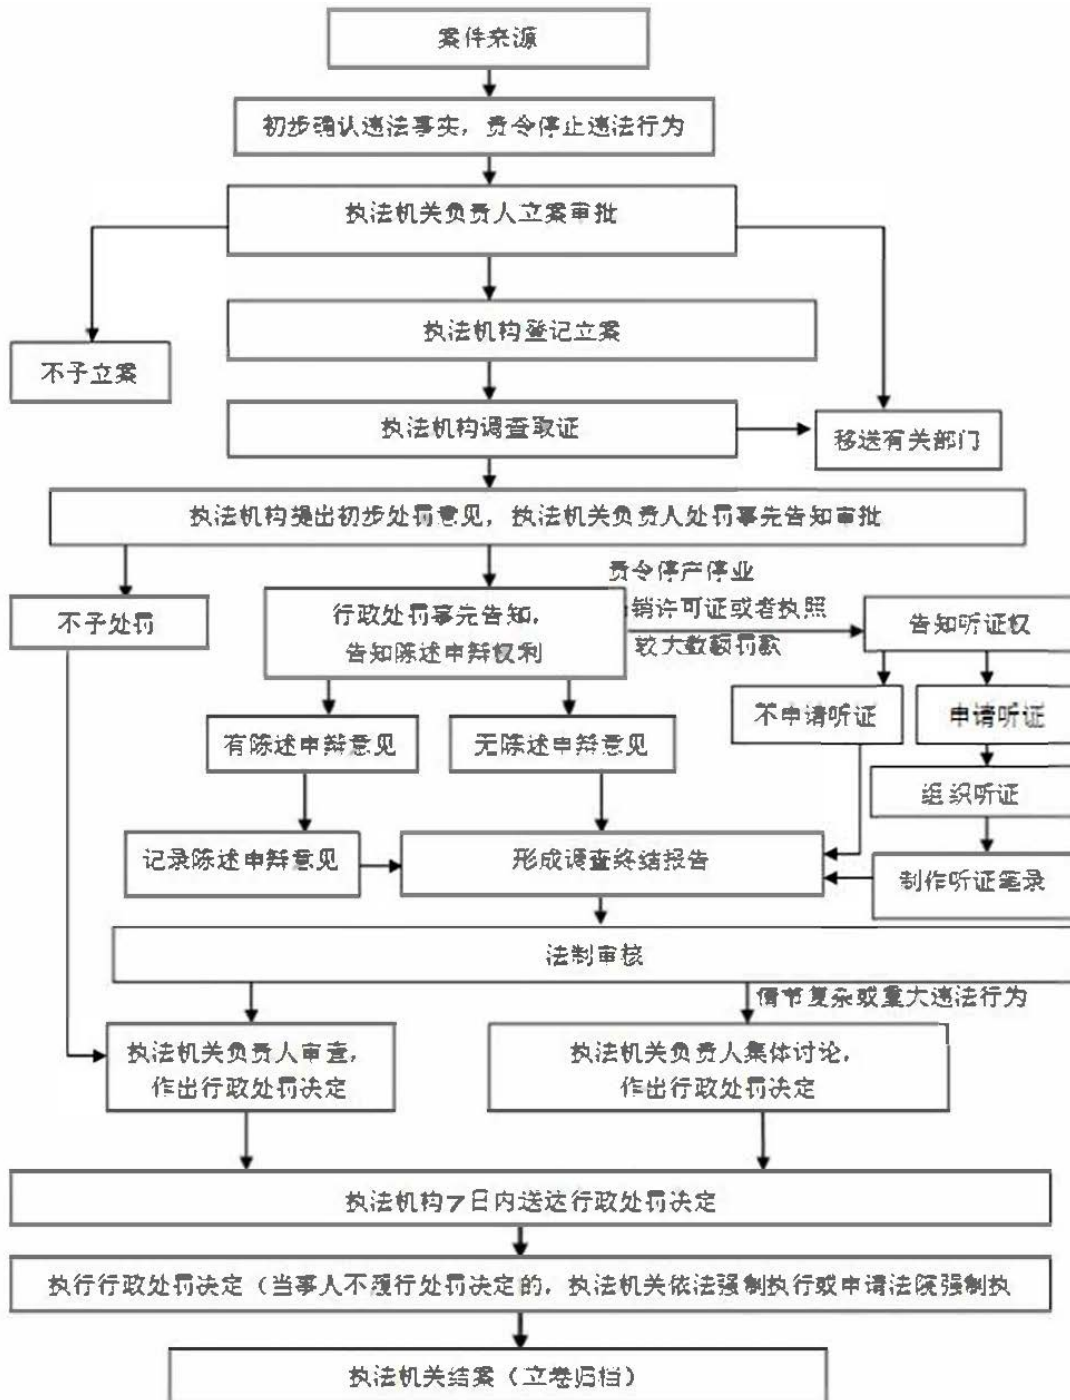 案件来源
初步确认违法事实，责令停止违法行为
执法机关负责人立案审批
执法机构登记立案
不予立案
执法机构调查取证
移送有关部门
执法机构提出初步处罚意见，执法机关负责人处罚事先告知审批
不予处罚
行政处罚事先告知，
告知陈述申辩权利
责令停产停业
销许可证或者执照
较大数额罚款
告知听证权
不申请听证
申请听证
有陈述申辩意见
无陈述申辩意见
组织听证
记录陈述申辩意见
形成调查终结报告
制作听证笔录
法制审核
情节复杂或重大违法行为
执法机关负责人审查，
作出行政处罚决定
执法机关负责人集体讨论，
作出行政处罚决定
执法机构7日内送达行政处罚决定
执行行政处罚决定（当事人不履行处罚决定的，执法机关依法强制执行或申请法院强制执
执法机关结案（立卷归档）